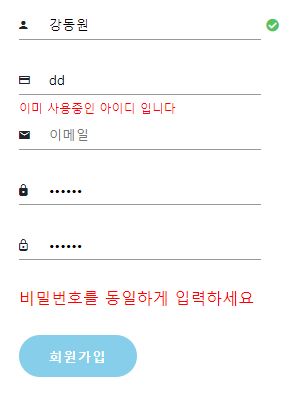 강동원
dd
이미 사용중인 아이디 입니다
이메일
••••••
••••••
비밀번호를 동일하게 입력하세요
회원가입